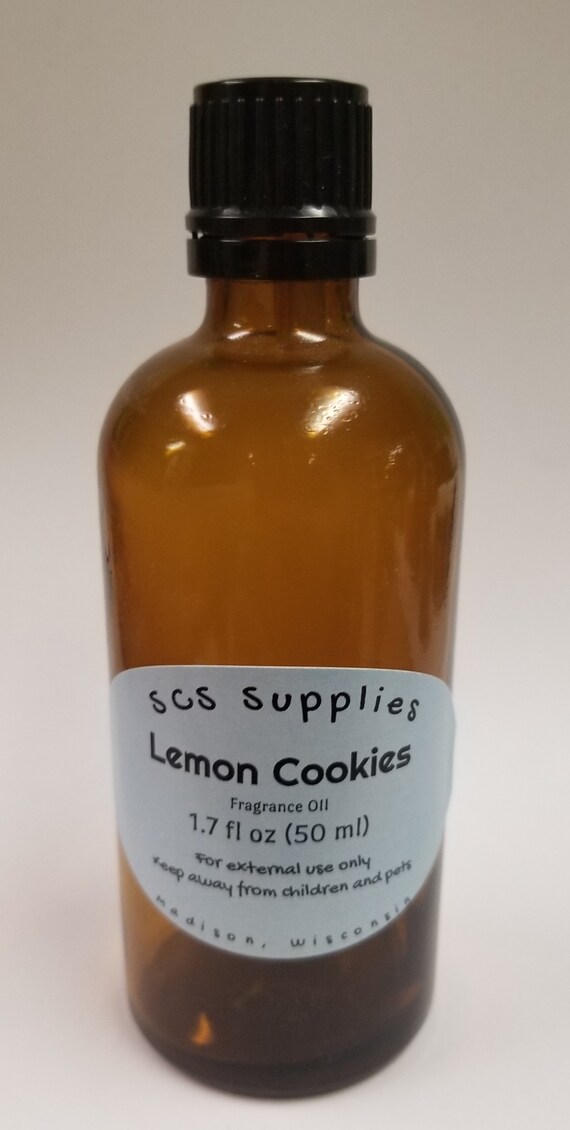 SCS Supplies
Lemon Cookies
Fragrance Oil
1.7 fl oz (50 ml)
For external use only
Keep away from children and pets
Madison, Wisconsin